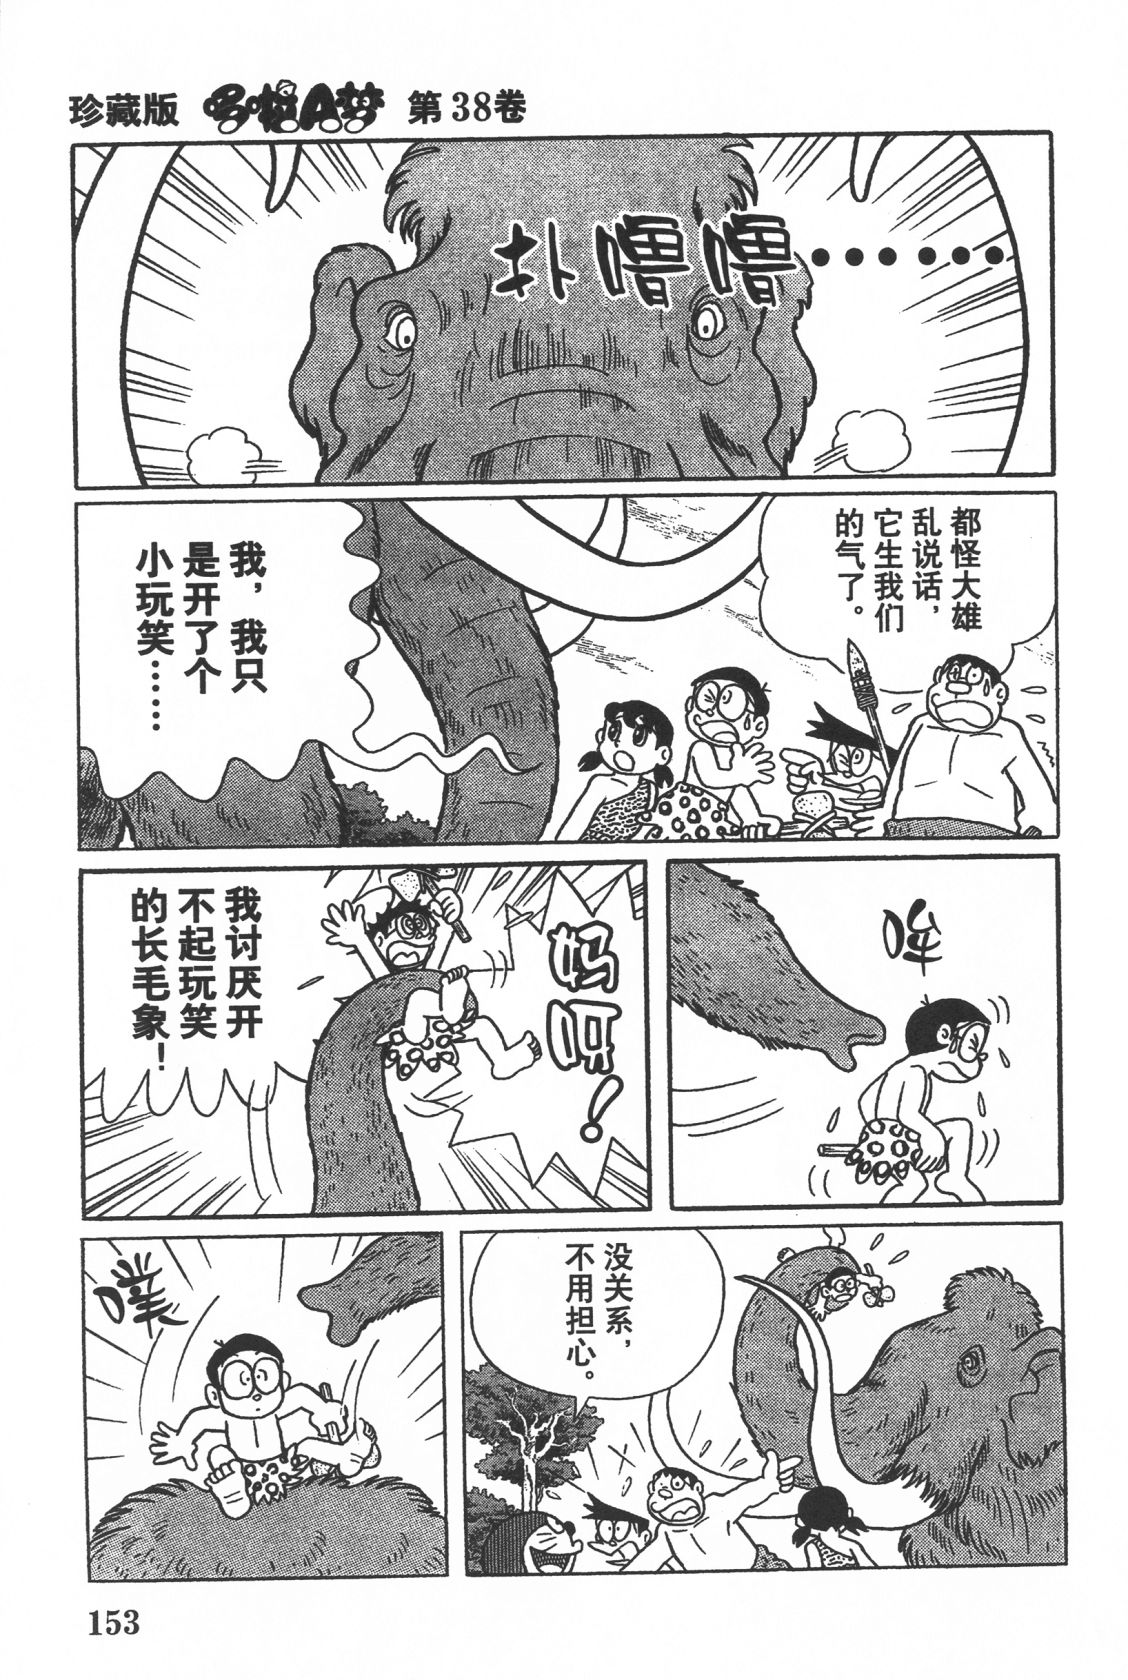 珍藏版 哆啦A梦 第38卷
扑噜噜••••••
都怪大雄
乱说话，
它生我们
的气了。
我，我只
是开了个
小玩笑……
哞
妈呀！
我讨厌开
不起玩笑
的长毛象！
没关系，
不用担心。
噗
153